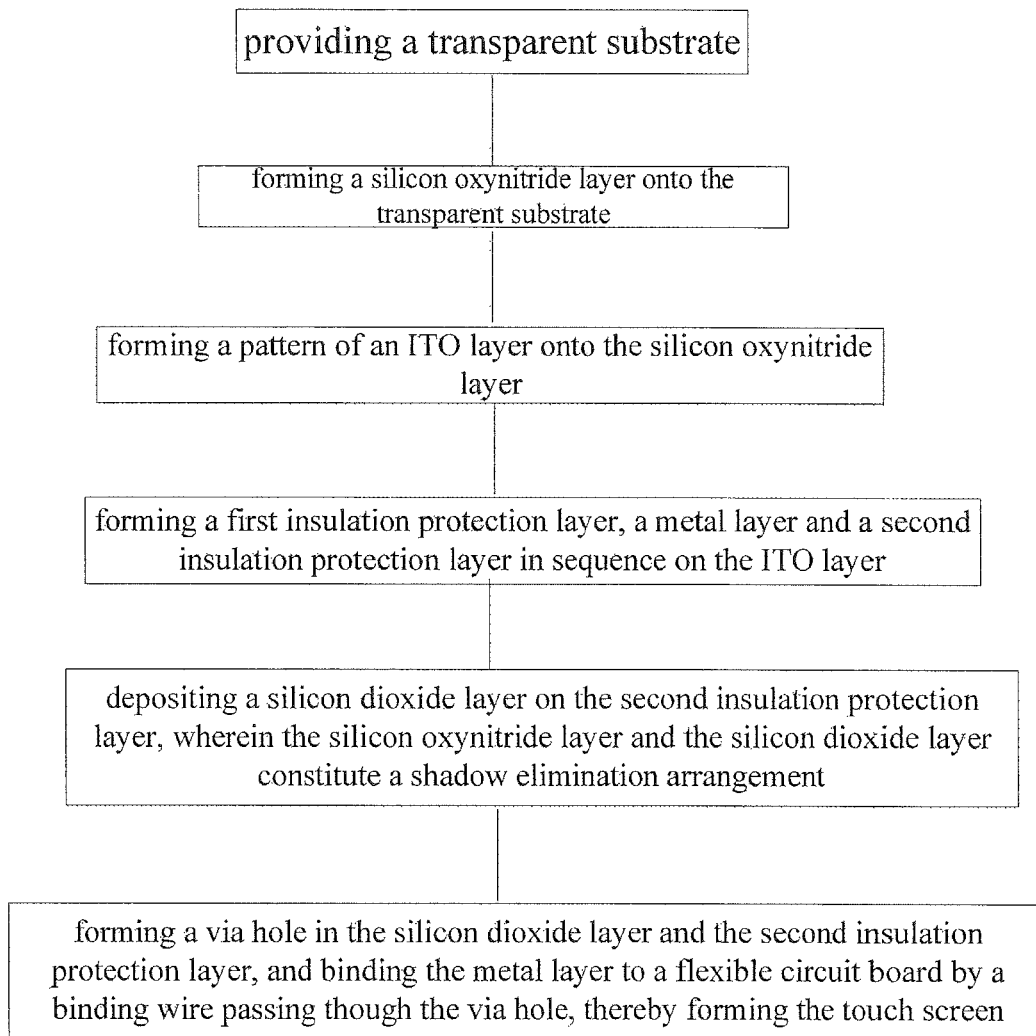 providing a transparent substrate
forming a silicon oxynitride layer onto the
transparent substrate
forming a pattern of an ITO layer onto the silicon oxynitride
layer
forming a first insulation protection layer, a metal layer and a second
insulation protection layer in sequence on the ITO layer
depositing a silicon dioxide layer on the second insulation protection
layer, wherein the silicon oxynitride layer and the silicon dioxide layer
constitute a shadow elimination arrangement
forming a via hole in the silicon dioxide layer and the second insulation
protection layer, and binding the metal layer to a flexible circuit board by a
binding wire passing though the via hole, thereby forming the touch screen